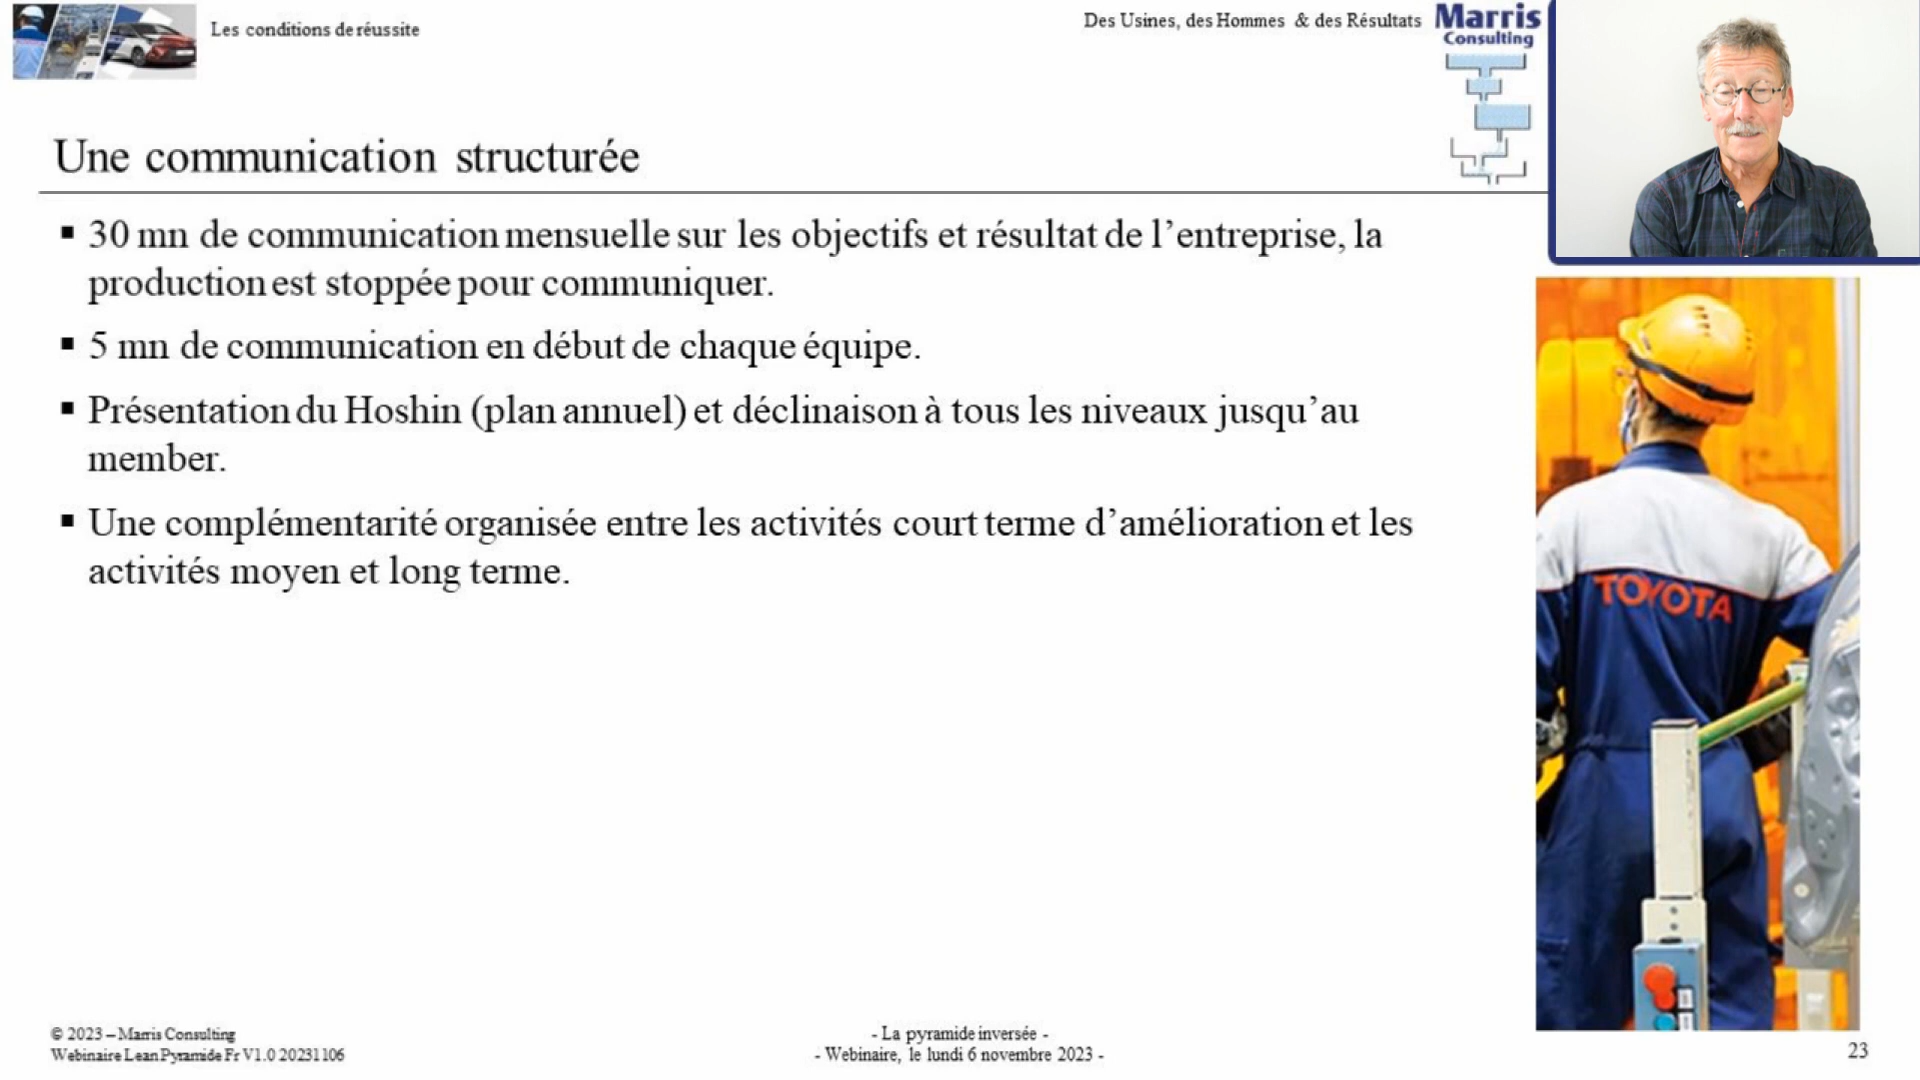 Les conditions de réussite
Des Usines, des Hommes & des Résultats
Marris
Consulting
Une communication structurée
▪ 30 mn de communication mensuelle sur les objectifs et résultat de l’entreprise, la
production est stoppée pour communiquer.
▪ 5 mn de communication en début de chaque équipe.
▪ Présentation du Hoshin (plan annuel) et déclinaison à tous les niveaux jusqu’au
member.
▪ Une complémentarité organisée entre les activités court terme d’amélioration et les
activités moyen et long terme.
TOYOTA
© 2023 – Marris Consulting
Webinaire Lean Pyramide Fr V1.0 20231106
- La pyramide inversée -
- Webinaire, le lundi 6 novembre 2023 -
23